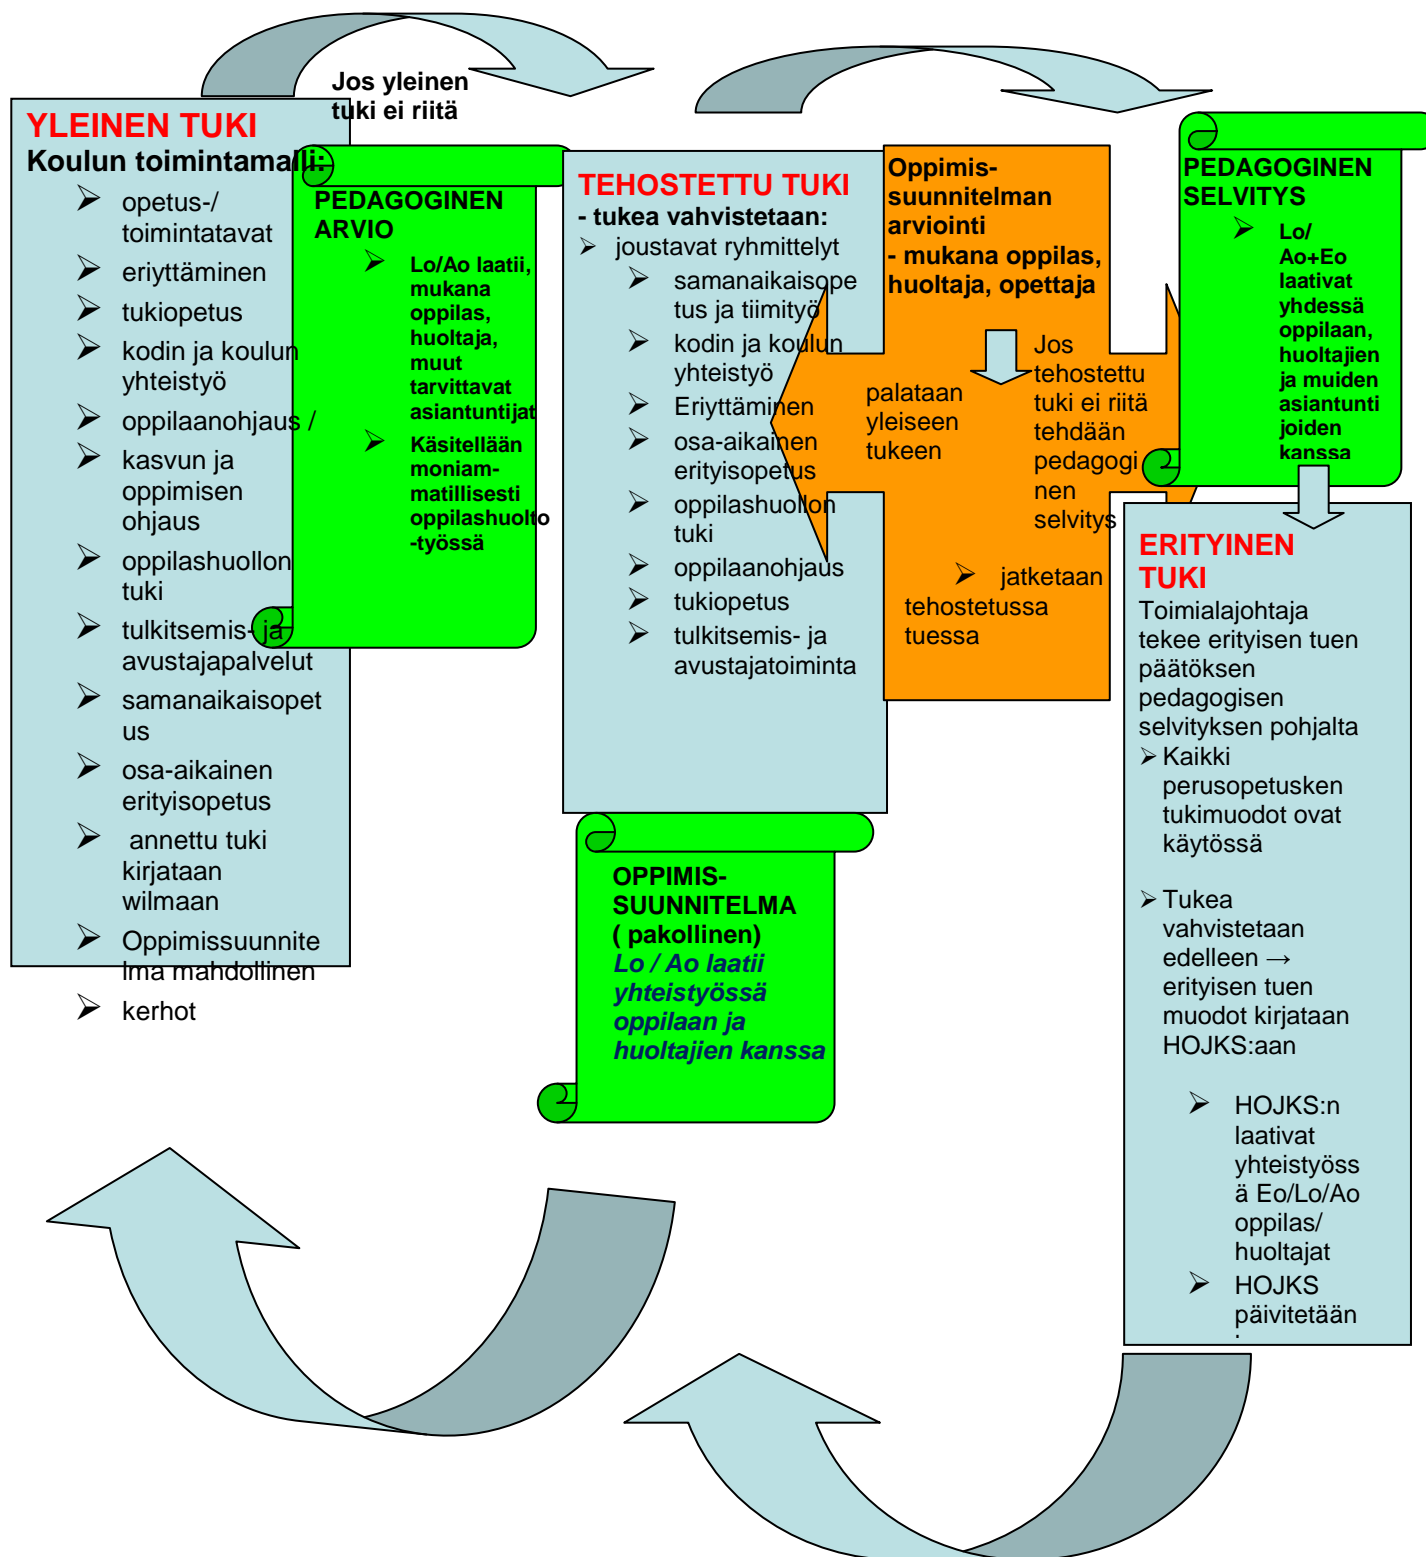 Jos yleinen
tuki ei riitä
YLEINEN TUKI
Koulun toimintamalli:
➢ opetus-/
toimintatavat
➢ eriyttäminen
➢ tukiopetus
➢ kodin ja koulun
yhteistyö
➢ oppilaanohjaus /
➢ kasvun ja
oppimisen
ohjaus
➢ oppilashuollon
tuki
➢ tulkitsemis- ja
avustajapalvelut
➢ samanaikaisopet
us
➢ osa-aikainen
erityisopetus
➢ annettu tuki
kirjataan
wilmaan
➢ Oppimissuunnite
lma mahdollinen
➢ kerhot
PEDAGOGINEN
ARVIO
➢ Lo/Ao laatii,
mukana
oppilas,
huoltaja,
muut
tarvittavat
asiantuntijat
➢ Käsitellään
moniam-
matillisesti
oppilashuolto
-työssä
TEHOSTETTU TUKI
- tukea vahvistetaan:
➢ joustavat ryhmittelyt
➢ samanaikaisope
tus ja tiimityö
➢ kodin ja koulun
yhteistyö
➢ Eriyttäminen
➢ osa-aikainen
erityisopetus
➢ oppilashuollon
tuki
➢ oppilaanohjaus
➢ tukiopetus
➢ tulkitsemis- ja
avustajatoiminta
OPPIMIS-
SUUNNITELMA
( pakollinen)
Lo / Ao laatii
yhteistyössä
oppilaan ja
huoltajien kanssa
Oppimis-
suunnitelman
arviointi
- mukana oppilas,
huoltaja, opettaja
palataan
yleiseen
tukeen
Jos
tehostettu
tuki ei riitä
tehdään
pedagogi
nen
selvitys
➢ jatketaan
tehostetussa
tuessa
PEDAGOGINEN
SELVITYS
➢ Lo/
Ao+Eo
laativat
yhdessä
oppilaan,
huoltajien
ja muiden
asiantunti
joiden
kanssa
ERITYINEN
TUKI
Toimialajohtaja
tekee erityisen tuen
päätöksen
pedagogisen
selvityksen pohjalta
➢ Kaikki
perusopetusken
tukimuodot ovat
käytössä
➢ Tukea
vahvistetaan
edelleen →
erityisen tuen
muodot kirjataan
HOJKS:aan
➢ HOJKS:n
laativat
yhteistyöss
ä Eo/Lo/Ao
oppilas/
huoltajat
➢ HOJKS
päivitetään